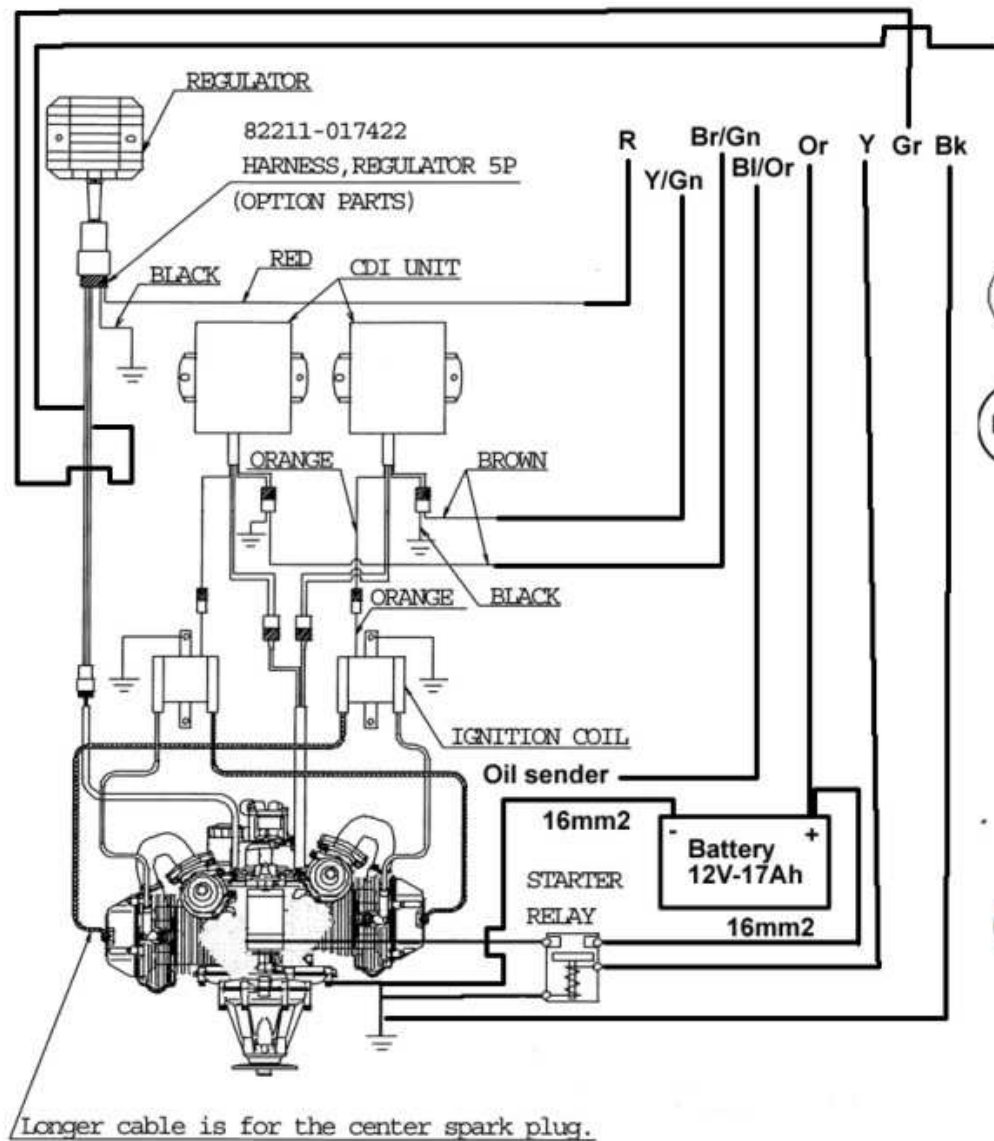 REGULATOR
82211-017422
HARNESS,REGULATOR 5P
(OPTION PARTS)
R
Br/Gn
Y/Gn
Bl/Or
Or
Y
Gr
Bk
BLACK
RED
CDI UNIT
ORANGE
BROWN
ORANGE
BLACK
IGNITION COIL
Oil sender
16mm2
- +
Battery
12V-17Ah
STARTER
RELAY
16mm2
Longer cable is for the center spark plug.